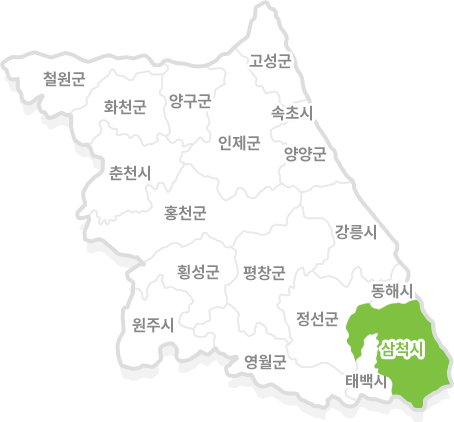 고성군
철원군
화천군
양구군
속초시
인제군
양양군
춘천시
홍천군
강릉시
횡성군
평창군
동해시
정선군
원주시
삼척시
영월군
태백시